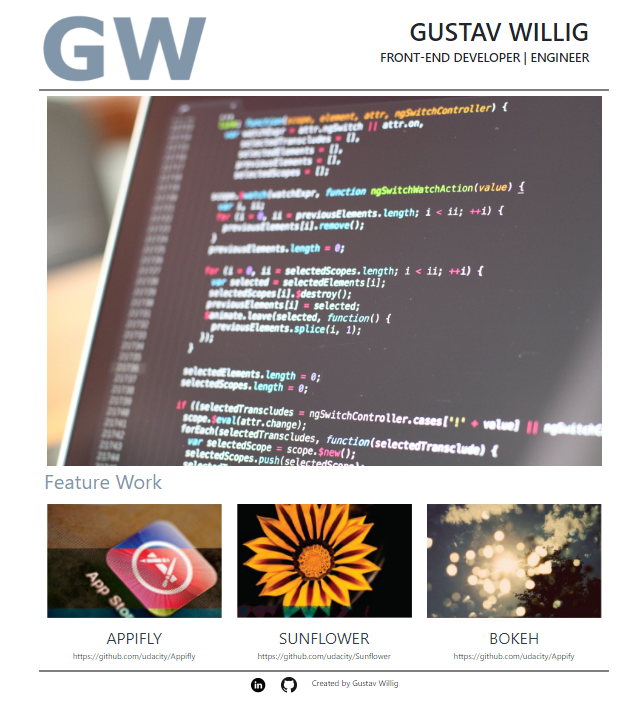 GW
GUSTAV WILLIG
FRONT-END DEVELOPER | ENGINEER
function(scope, element, attr, ngSwitchController) {
var watchExpr = attr.ngSwitch || attr.on,
selectedTranscludes = [],
selectedElements = [],
previousElements = [],
selectedScopes = [];
scope.$watch(watchExpr, function ngSwitchWatchAction(value) {
var i, ii;
for (i = 0, ii = previousElements.length; i < ii; ++i) {
previousElements[i].remove();
}
previousElements.length = 0;
for (i = 0, ii = selectedScopes.length; i < ii; ++i) {
var selected = selectedElements[i];
selectedScopes[i].$destroy();
previousElements[i] = selected;
$animate.leave(selected, function() {
previousElements.splice(i, 1);
});
}
selectedElements.length = 0;
selectedScopes.length = 0;
if ((selectedTranscludes = ngSwitchController.cases['!' + value] || ngSwitchC
scope.$eval(attr.change);
forEach(selectedTranscludes, function(selectedTransclude) {
var selectedScope = scope.$new();
selectedScopes.push(selectedScope);
Feature Work
App Stor
APPIFLY
SUNFLOWER
BOKEH
https://github.com/udacity/Appifly
https://github.com/udacity/Sunflower
https://github.com/udacity/Appify
in
Created by Gustav Willig